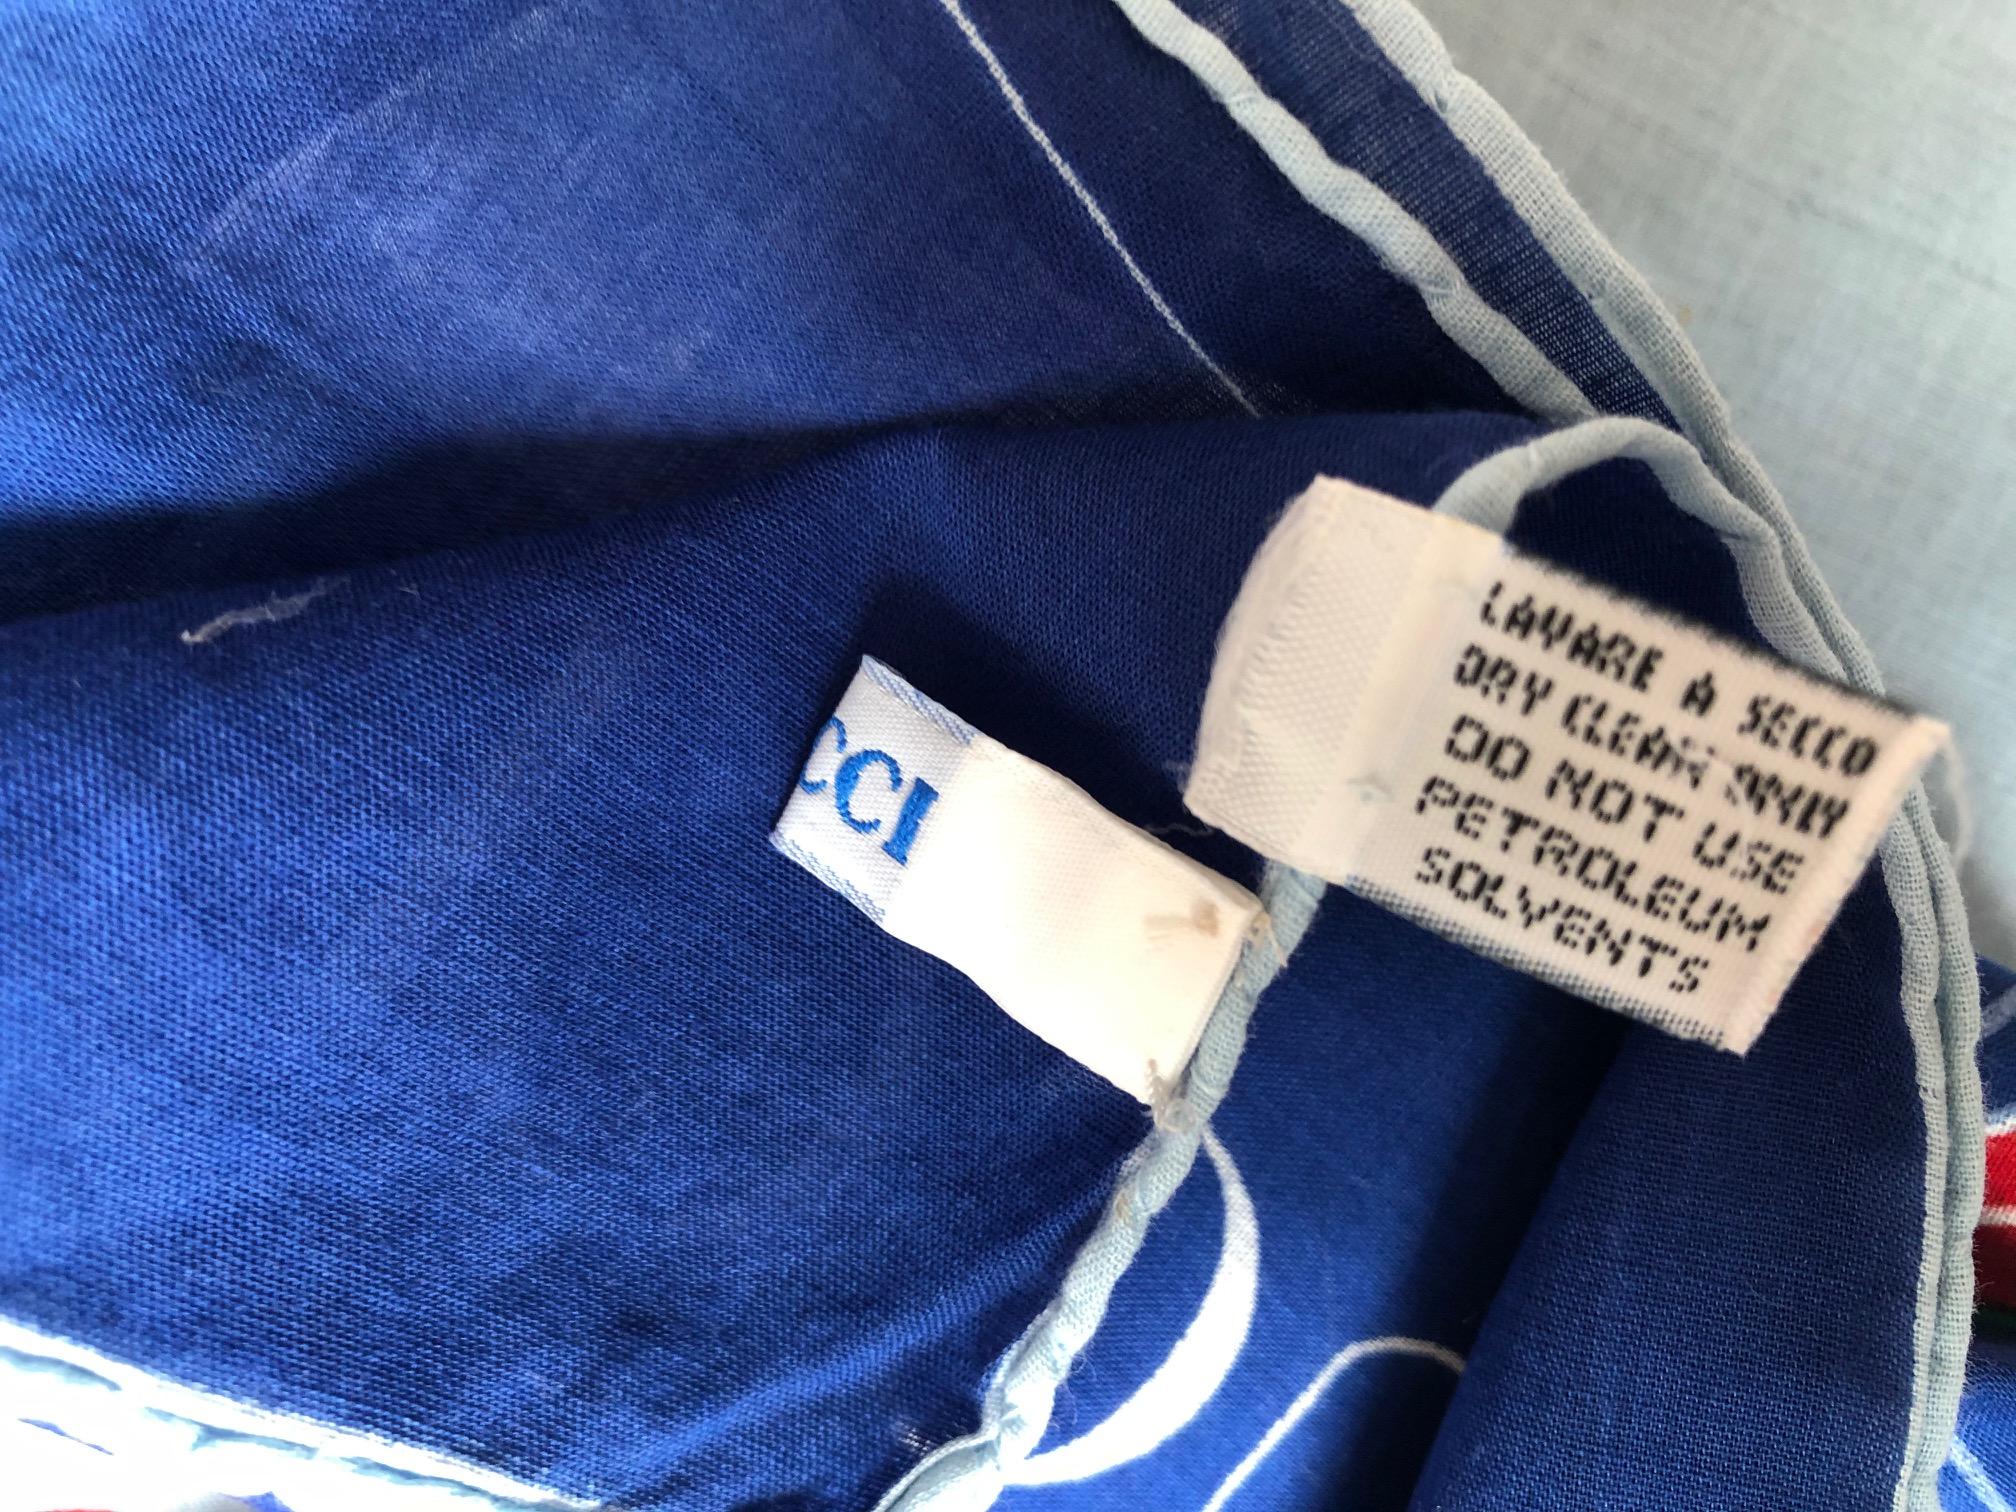 CCI
LAVARE A SECCO
DRY CLEAN ONLY
DO NOT USE
PETROLEUM
SOLVENTS